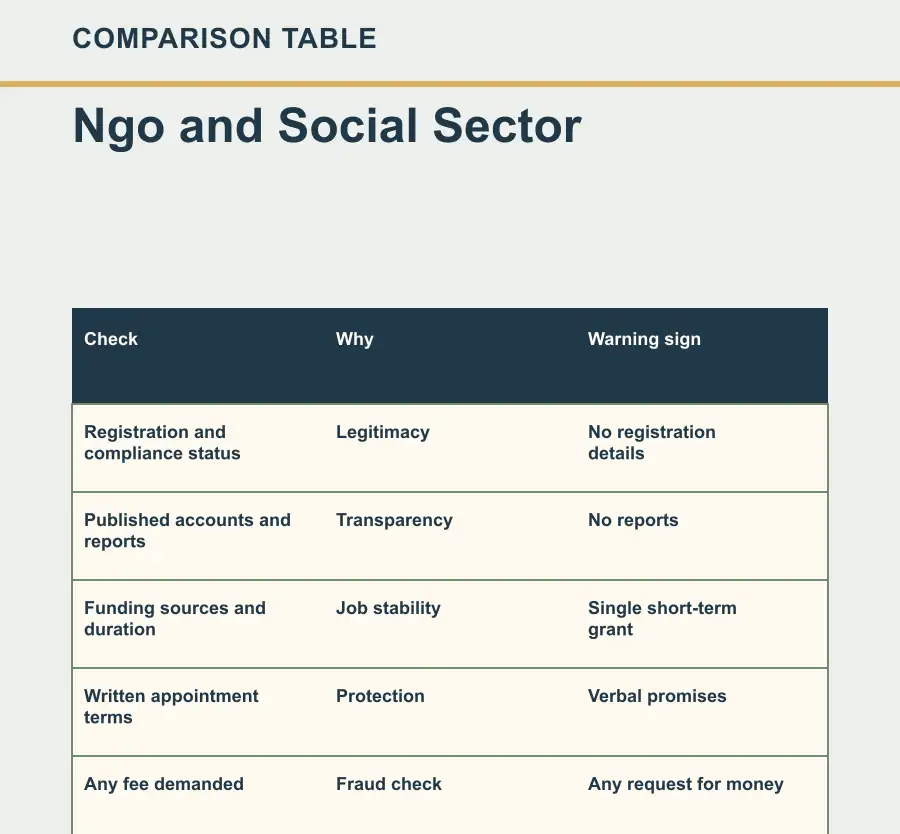 COMPARISON TABLE
Ngo and Social Sector
Check Why Warning sign
Registration and Legitimacy No registration
compliance status details
Published accounts and Transparency No reports
reports
Funding sources and Job stability Single short-term
duration grant
Written appointment Protection Verbal promises
terms
Any fee demanded Fraud check Any request for money